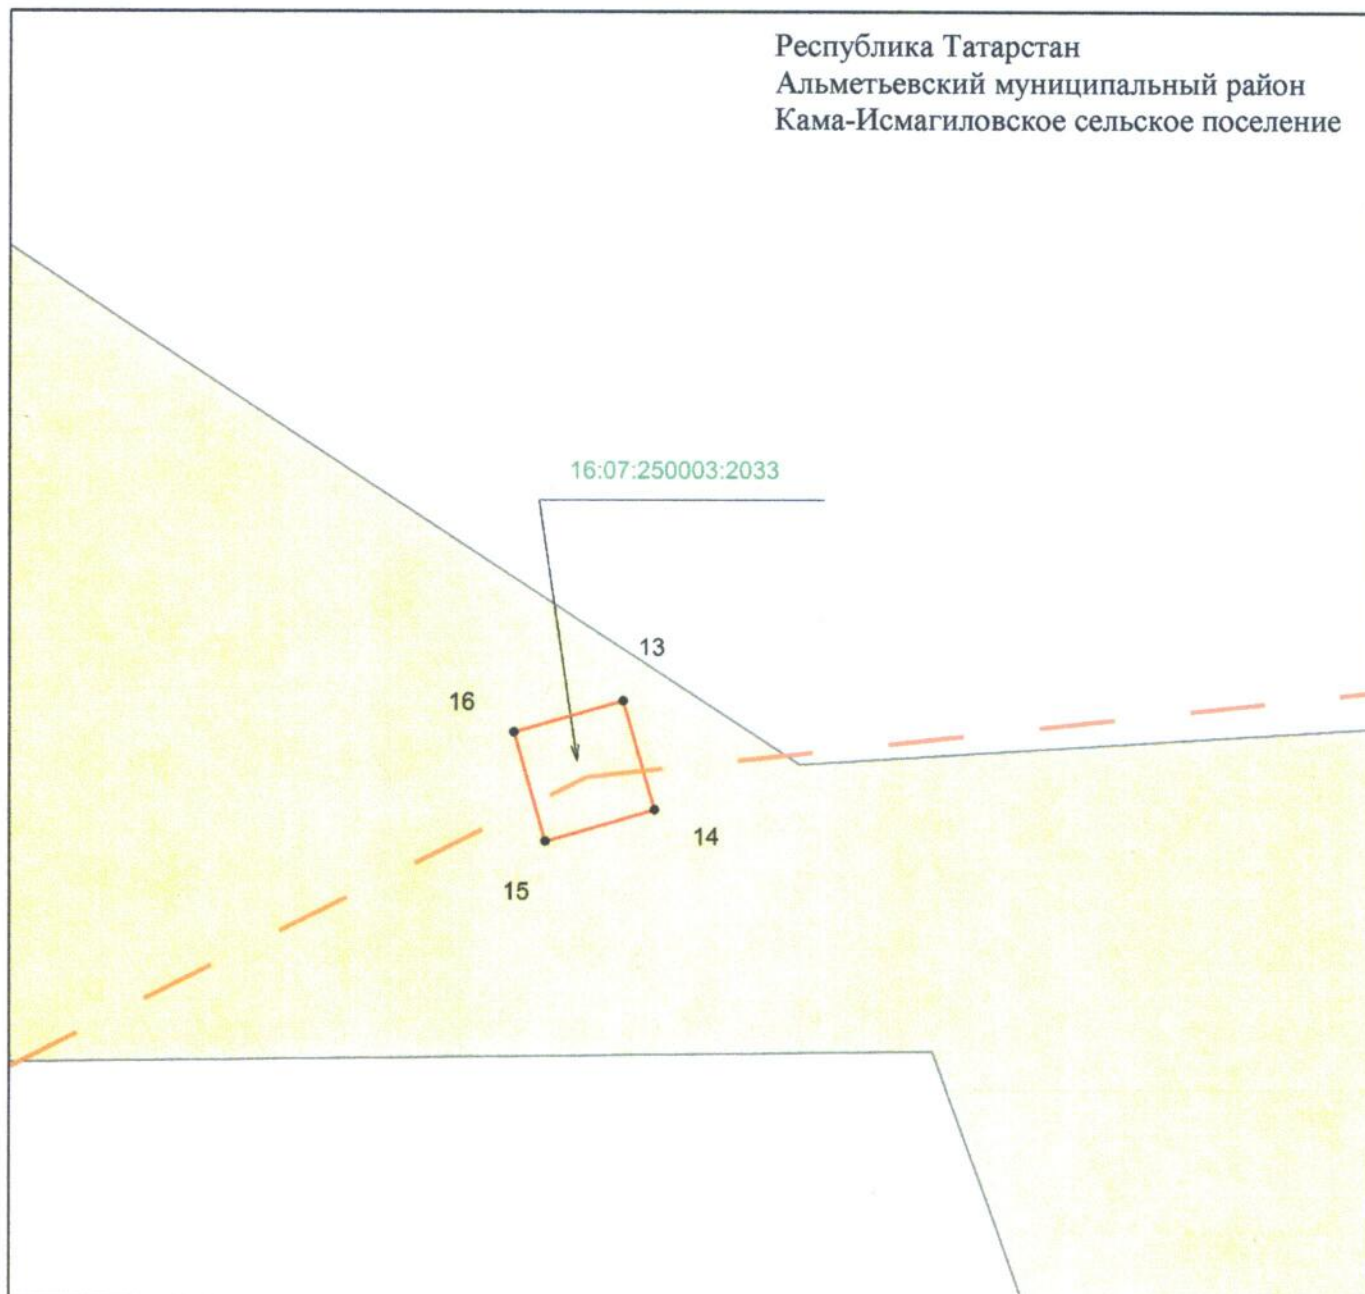 Республика Татарстан
Альметьевский муниципальный район
Кама-Исмагиловское сельское поселение
16:07:250003:2033
13
16
14
15